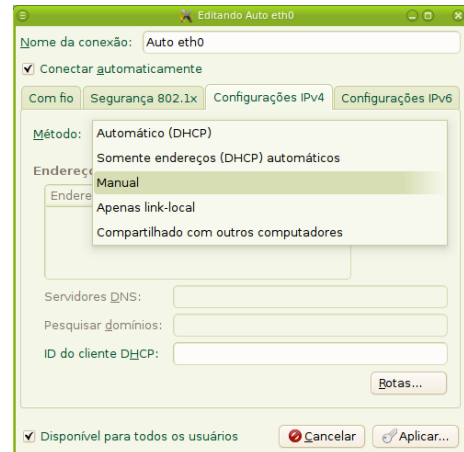 Editando Auto eth0
Nome da conexão: Auto eth0
Conectar automaticamente
Com fio Segurança 802.1x Configurações IPv4 Configurações IPv6
Método:
Automático (DHCP)
Somente endereços (DHCP) automáticos
Manual
Apenas link-local
Compartilhado com outros computadores
Servidores DNS:
Pesquisar domínios:
ID do cliente DHCP:
Rotas...
Disponível para todos os usuários Cancelar Aplicar...